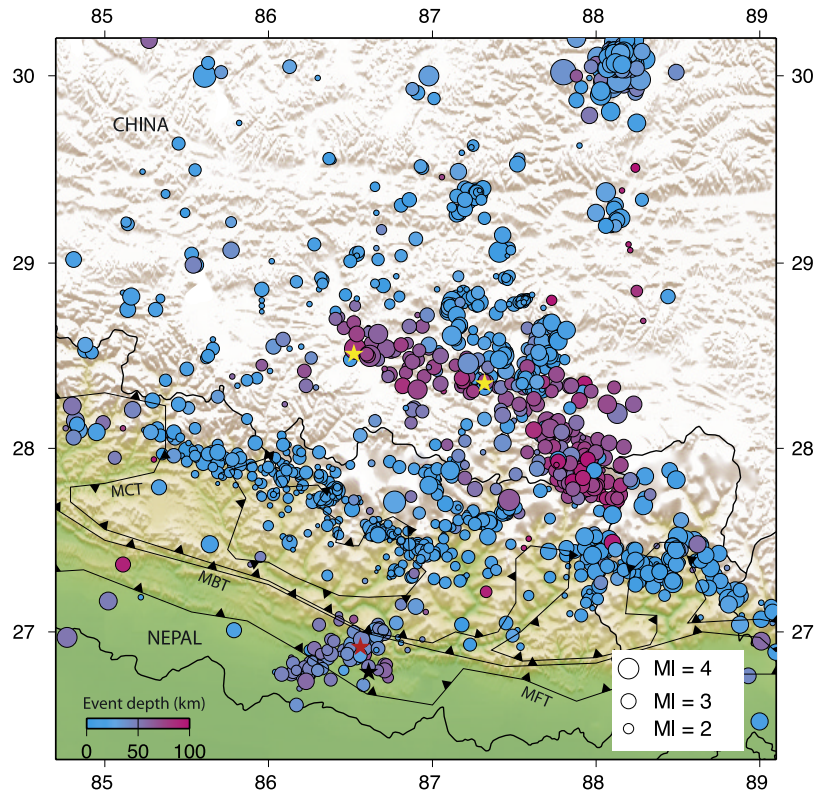 85 86 87 88 89
30 30
CHINA
29 29
28 28
MCT
MBT
27 NEPAL 27
Ml = 4
MFT
Ml = 3
Event depth (km)
Ml = 2
0 50 100
85 86 87 88 89